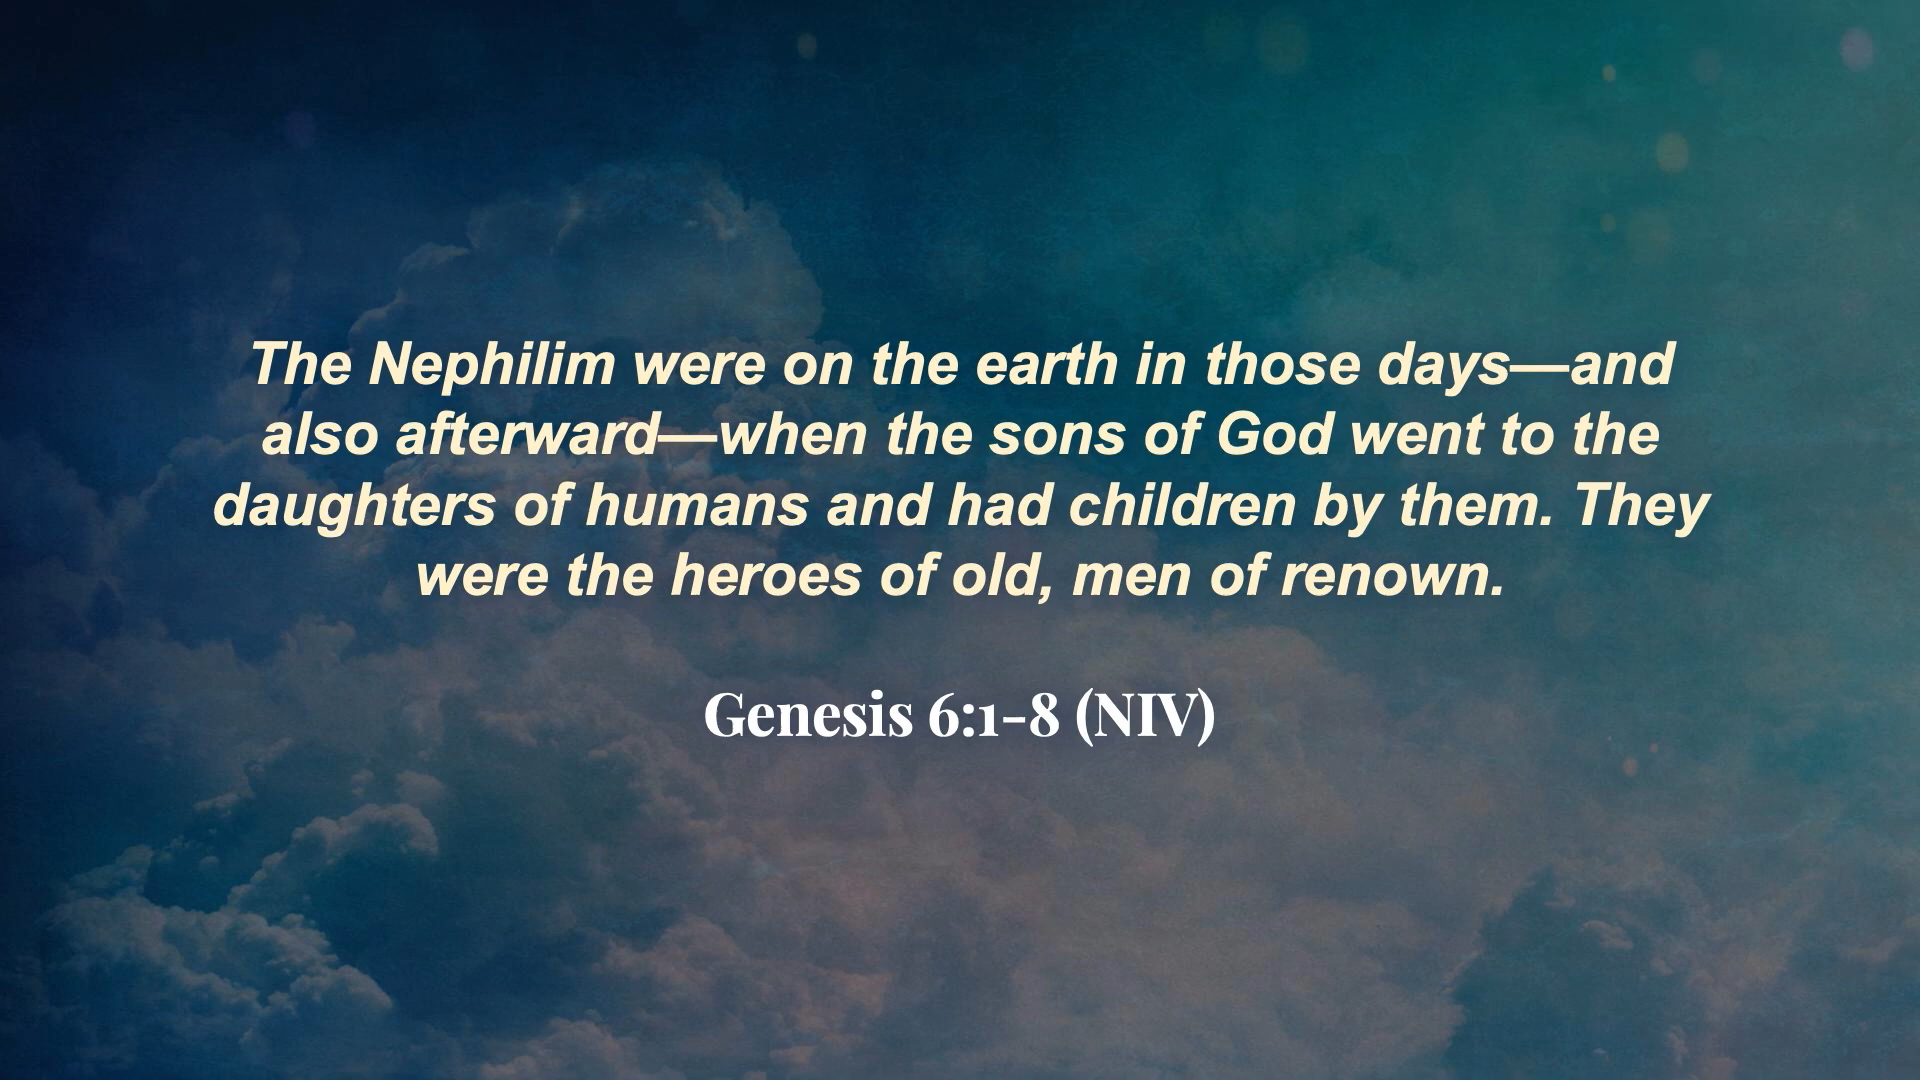 The Nephilim were on the earth in those days—and
also afterward—when the sons of God went to the
daughters of humans and had children by them. They
were the heroes of old, men of renown.
Genesis 6:1-8 (NIV)